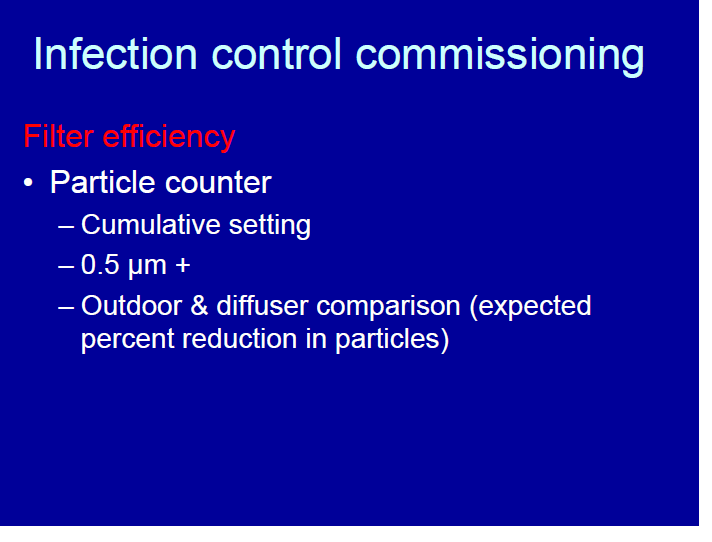 Infection control commissioning
Filter efficiency
• Particle counter
– Cumulative setting
– 0.5 µm +
– Outdoor & diffuser comparison (expected
percent reduction in particles)